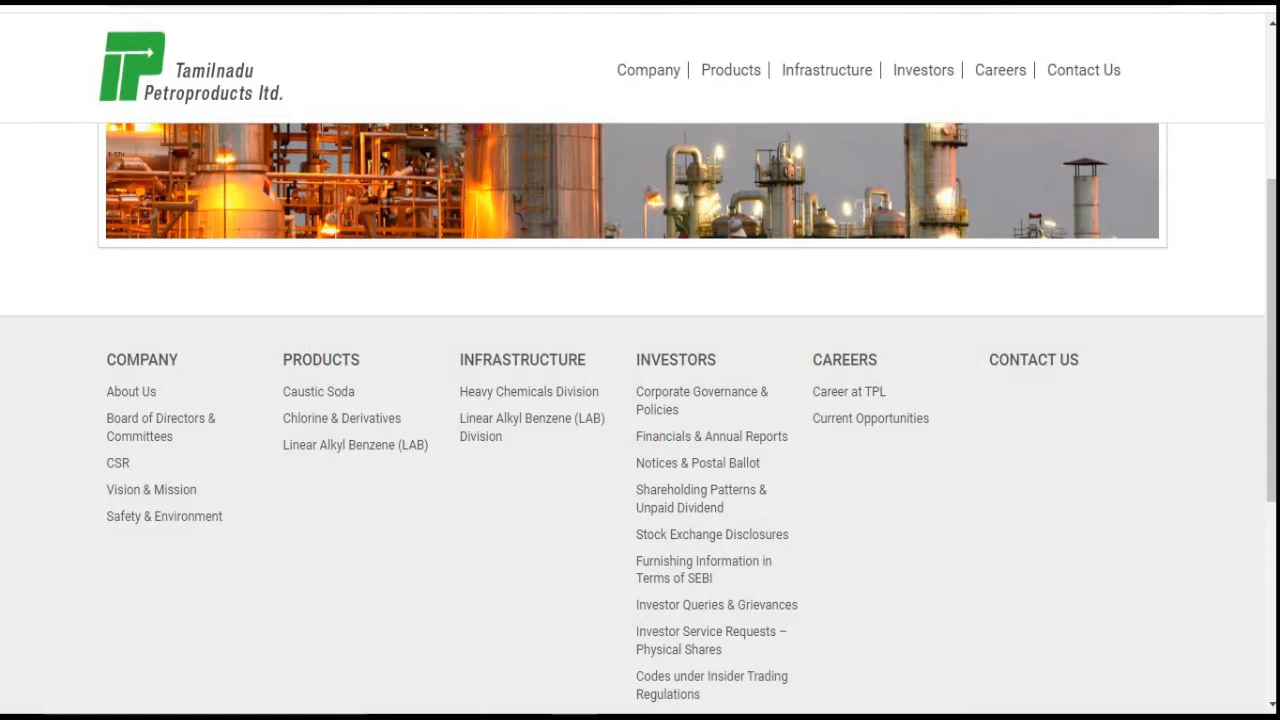 Tamilnadu
Petroproducts ltd.
Company | Products | Infrastructure | Investors | Careers | Contact Us
COMPANY
About Us
Board of Directors &
Committees
CSR
Vision & Mission
Safety & Environment
PRODUCTS
Caustic Soda
Chlorine & Derivatives
Linear Alkyl Benzene (LAB)
INFRASTRUCTURE
Heavy Chemicals Division
Linear Alkyl Benzene (LAB)
Division
INVESTORS
Corporate Governance &
Policies
Financials & Annual Reports
Notices & Postal Ballot
Shareholding Patterns &
Unpaid Dividend
Stock Exchange Disclosures
Furnishing Information in
Terms of SEBI
Investor Queries & Grievances
Investor Service Requests –
Physical Shares
Codes under Insider Trading
Regulations
CAREERS
Career at TPL
Current Opportunities
CONTACT US